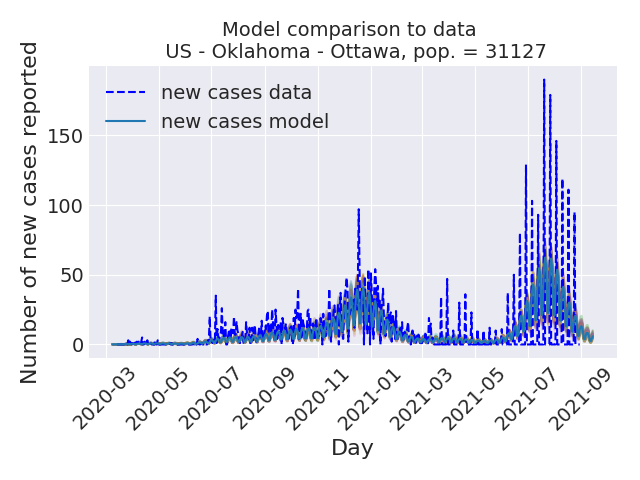 Model comparison to data
US - Oklahoma - Ottawa, pop. = 31127
Number of new cases reported
new cases data
new cases model
150
100
50
0
2020-03
2020-05
2020-07
2020-09
2020-11
2021-01
2021-03
2021-05
2021-07
2021-09
Day